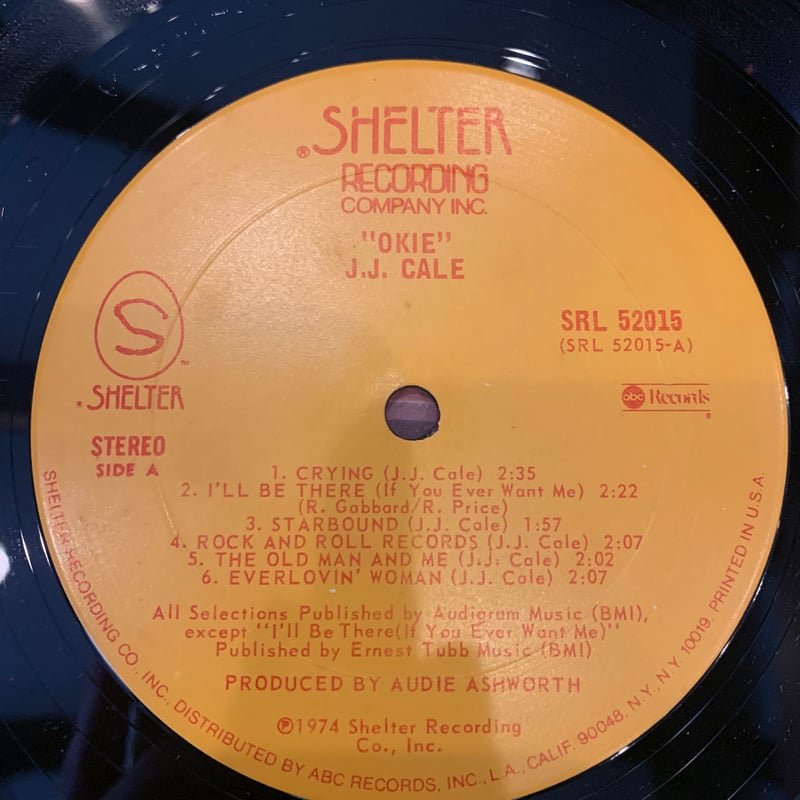 ® SHELTER
RECORDING
COMPANY INC.
"OKIE"
J.J. CALE
S
TM
SHELTER
STEREO
SIDE A
SRL 52015
(SRL 52015-A)
abc Records
1. CRYING (J.J. Cale) 2:35
2. I'LL BE THERE (If You Ever Want Me) 2:22
(R. Gabbard/R. Price)
3. STARBOUND (J.J. Cale) 1:57
4. ROCK AND ROLL RECORDS (J.J. Cale) 2:07
5. THE OLD MAN AND ME (J.J. Cale) 2:02
6. EVERLOVIN' WOMAN (J.J. Cale) 2:07
All Selections Published by Audigram Music (BMI),
except "I'll Be There(If You Ever Want Me)"
Published by Ernest Tubb Music (BMI)
PRODUCED BY AUDIE ASHWORTH
℗1974 Shelter Recording
Co., Inc.
SHELTER RECORDING CO., INC., DISTRIBUTED BY ABC RECORDS, INC., L.A., CALIF. 90048, N.Y., N.Y. 10019. PRINTED IN U.S.A.